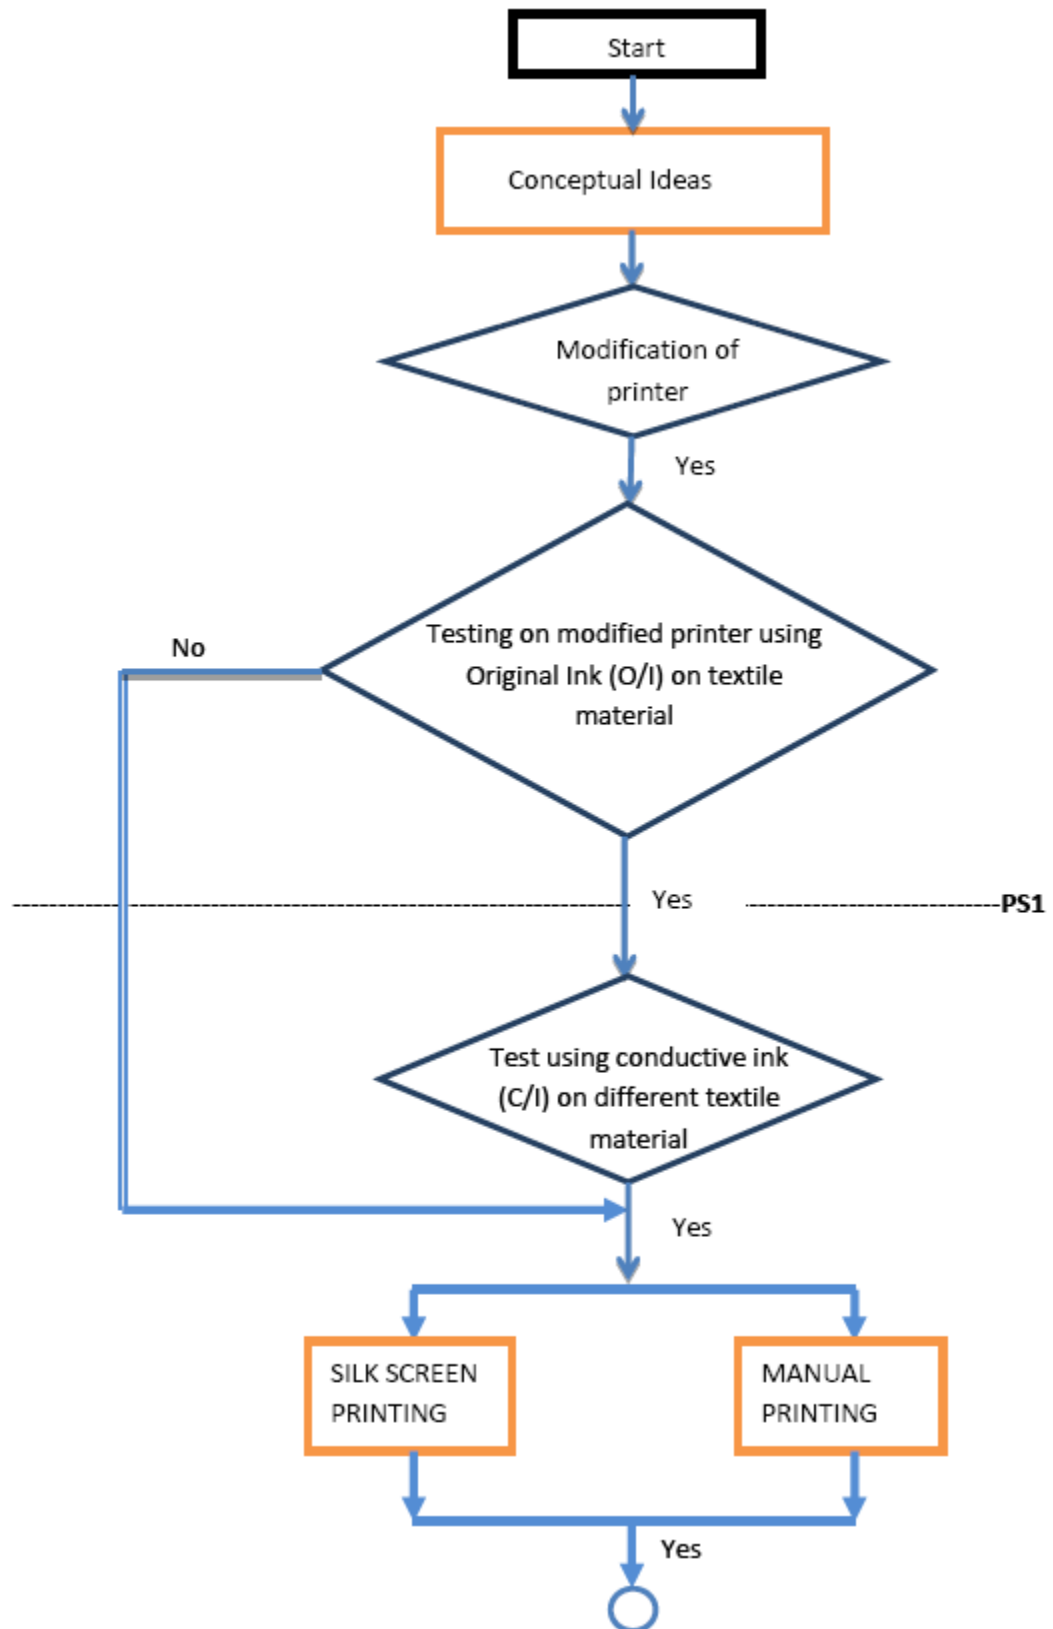 Start
Conceptual Ideas
Modification of
printer
Yes
No
Testing on modified printer using
Original Ink (O/I) on textile
material
Yes
PS1
Test using conductive ink
(C/I) on different textile
material
Yes
SILK SCREEN
PRINTING
MANUAL
PRINTING
Yes